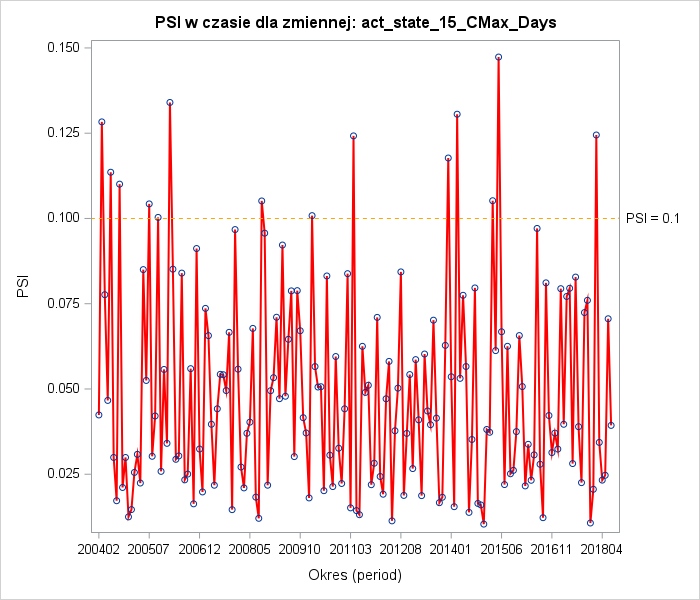 PSI w czasie dla zmiennej: act_state_15_CMax_Days
0.150
0.125
0.100
0.075
0.050
0.025
PSI
PSI = 0.1
200402 200507 200612 200805 200910 201103 201208 201401 201506 201611 201804
Okres (period)